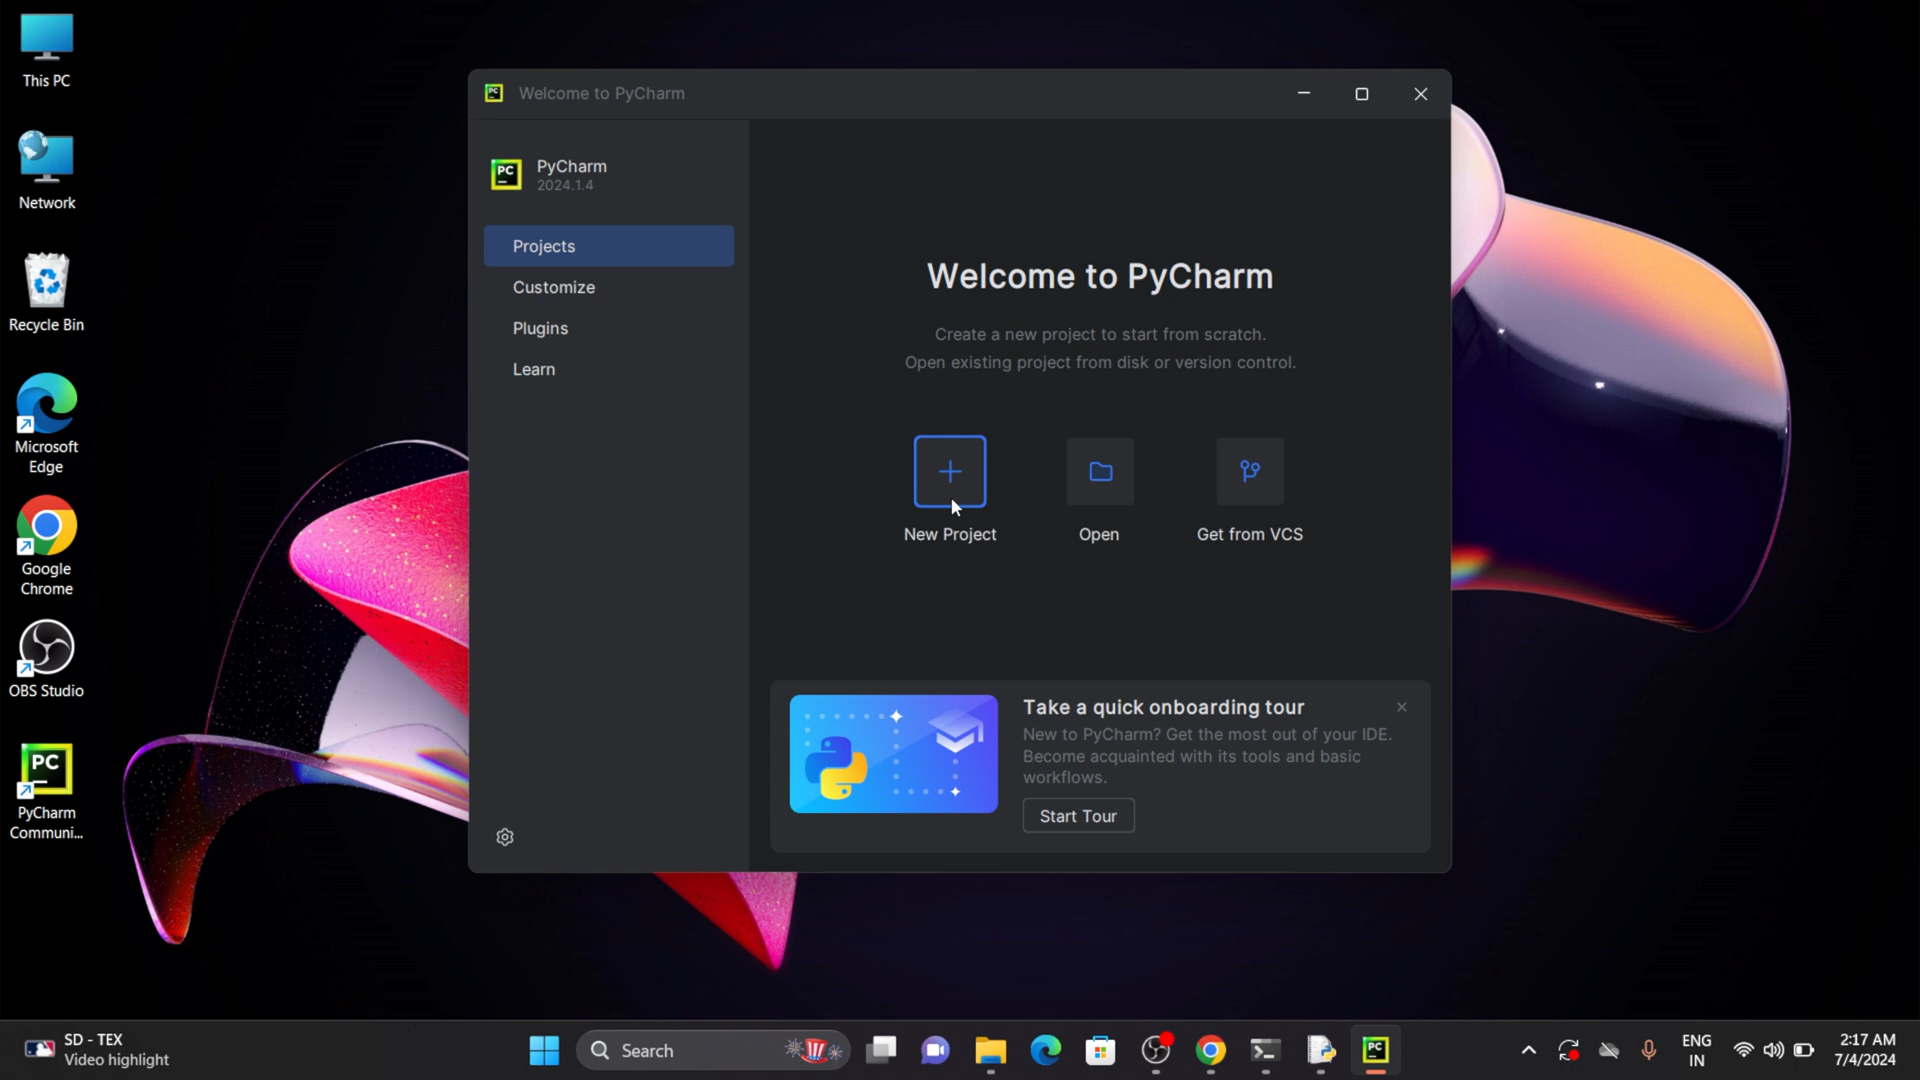 This PC
Network
Recycle Bin
Microsoft
Edge
Google
Chrome
OBS Studio
PC
PyCharm
Communi...
PC
Welcome to PyCharm
PC
PyCharm
2024.1.4
Projects
Customize
Plugins
Learn
Welcome to PyCharm
Create a new project to start from scratch.
Open existing project from disk or version control.
New Project
Open
Get from VCS
Take a quick onboarding tour
New to PyCharm? Get the most out of your IDE.
Become acquainted with its tools and basic
workflows.
Start Tour
SD - TEX
Video highlight
Search
PC
ENG
IN
2:17 AM
7/4/2024